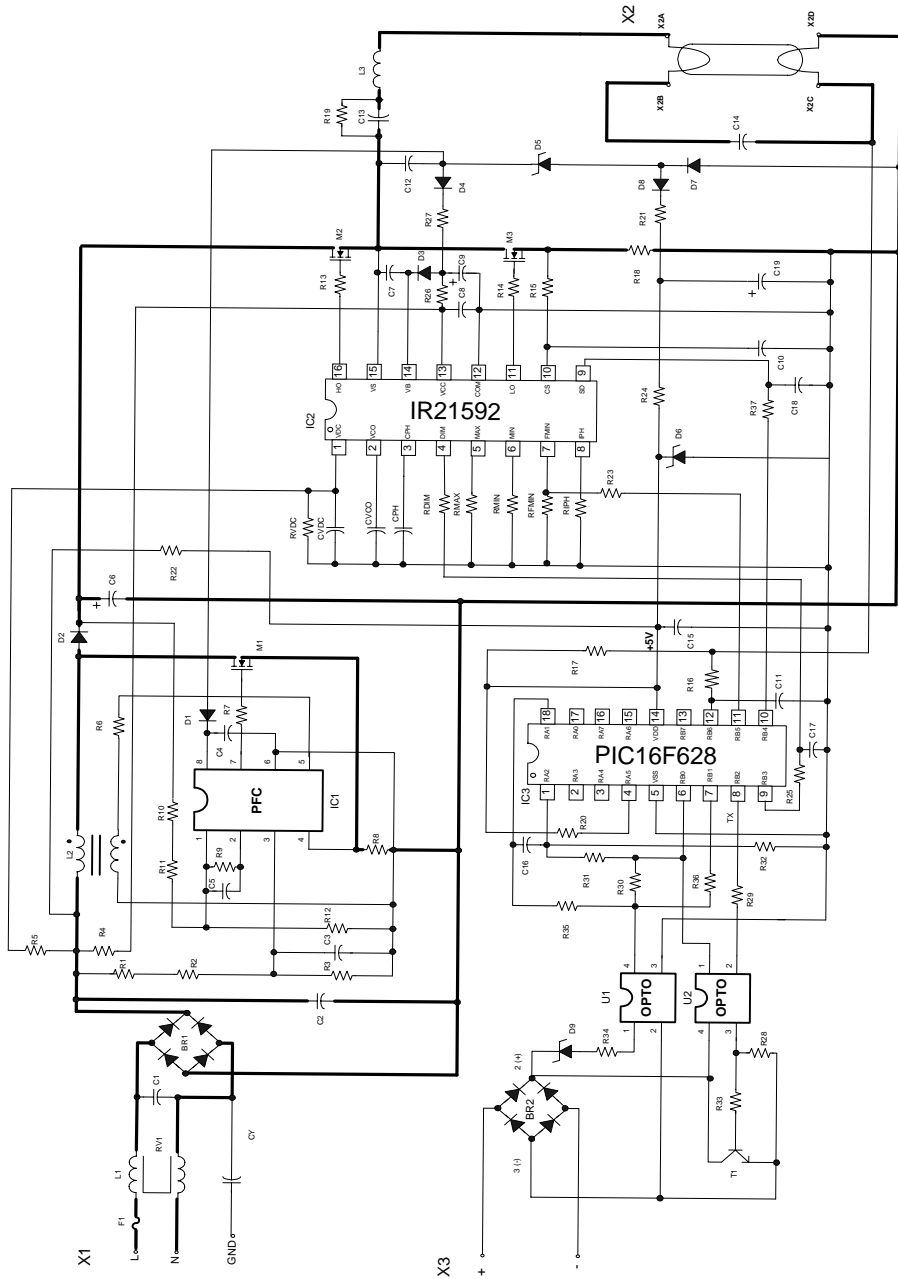 X2
X2A
X2D
X2B
X2C
L3
R19
C13
C14
C12
D5
D4
R27
D8
D7
R21
M2
M3
R18
R13
C7
D3
C9
+
R26
C8
R14
R15
C19
+
C10
C18
R37
R24
D6
16
15
14
13
12
11
10
9
HO
VS
VB
VCC
COM
LO
CS
SD
IC2
IR21592
VDC
VCO
CPH
DIM
MAX
MIN
FMIN
IPH
1
2
3
4
5
6
7
8
RVDC
CVDC
CVCO
CPH
RDIM
RMAX
RMIN
RFMIN
RIPH
R23
R22
C6
+
D2
M1
R6
D1
R7
C4
8
7
6
5
PFC
IC1
1
2
3
4
R8
L2
R10
R11
R9
C5
R12
C3
R3
R5
R4
R1
R2
C2
BR1
C1
RV1
L1
F1
CY
X1
L
N
GND
+5V
C15
R17
R16
C11
C17
R25
18
17
16
15
14
13
12
11
10
RA1
RA0
RA7
RA6
VDD
RB7
RB6
RB5
RB4
IC3
PIC16F628
RA2
RA3
RA4
RA5
VSS
RB0
RB1
RB2
RB3
1
2
3
4
5
6
7
8
9
TX
R20
C16
R31
R30
R36
R32
R29
R35
U1
OPTO
4
3
1
2
U2
OPTO
1
2
4
3
D9
R34
R28
R33
T1
BR2
2 (+)
3 (-)
X3
+
-